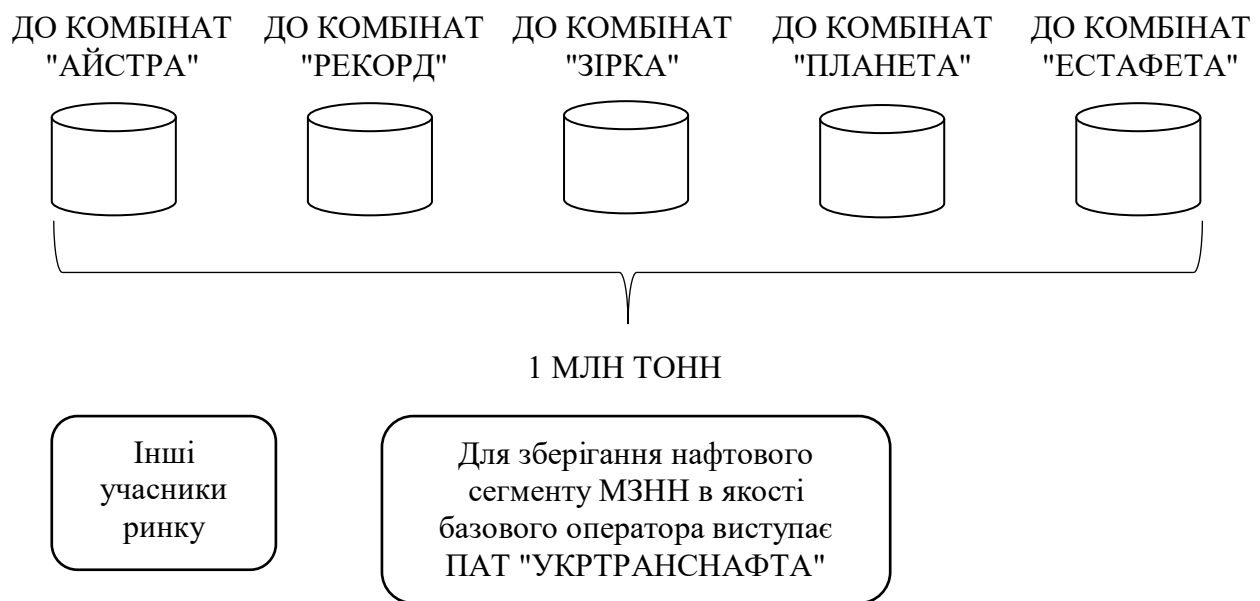 ДО КОМБІНАТ "АЙСТРА"
ДО КОМБІНАТ "РЕКОРД"
ДО КОМБІНАТ "ЗІРКА"
ДО КОМБІНАТ "ПЛАНЕТА"
ДО КОМБІНАТ "ЕСТАФЕТА"
1 МЛН ТОНН
Інші
учасники
ринку
Для зберігання нафтового
сегменту МЗНН в якості
базового оператора виступає
ПАТ "УКРТРАНСНАФТА"